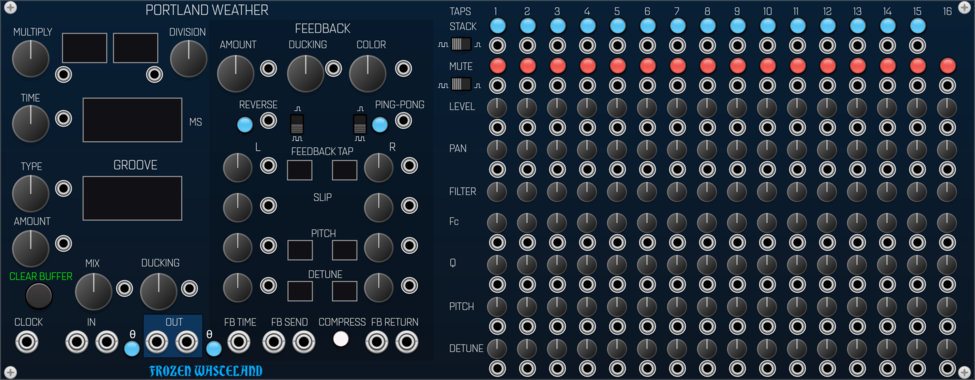 PORTLAND WEATHER
MULTIPLY
DIVISION
TIME
MS
TYPE
GROOVE
AMOUNT
CLEAR BUFFER
MIX
DUCKING
CLOCK
IN
θ
OUT
θ
FEEDBACK
AMOUNT
DUCKING
COLOR
REVERSE
PING-PONG
L
FEEDBACK TAP
R
SLIP
PITCH
DETUNE
FB TIME
FB SEND
COMPRESS
FB RETURN
FROZEN WASTELAND
TAPS 1 2 3 4 5 6 7 8 9 10 11 12 13 14 15 16
STACK
MUTE
LEVEL
PAN
FILTER
Fc
Q
PITCH
DETUNE